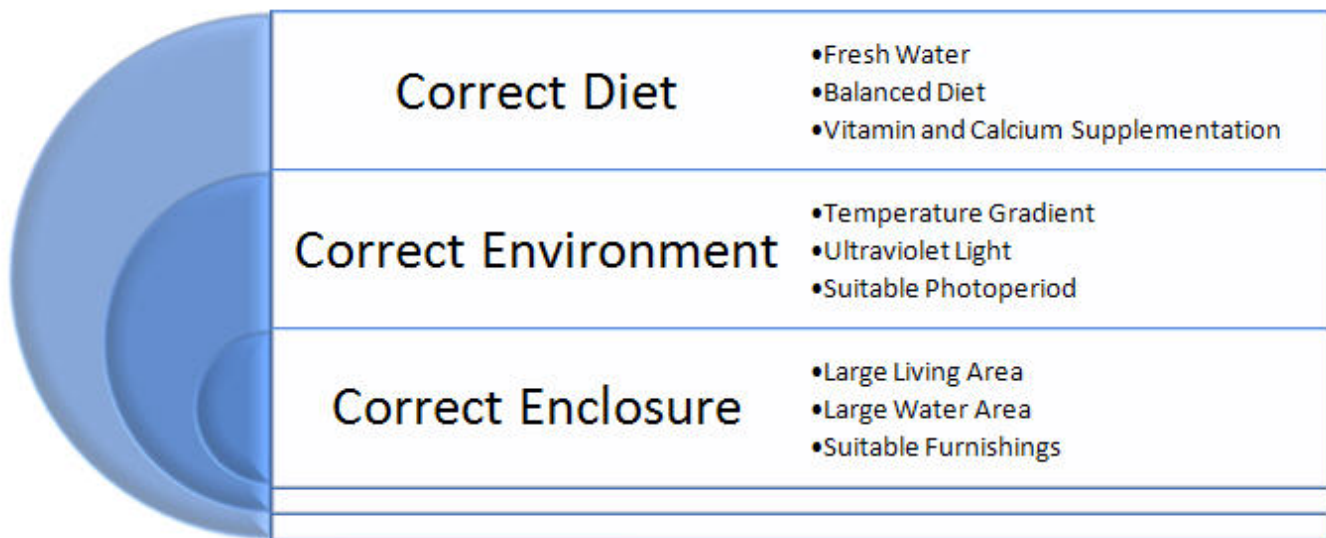 Correct Diet
•Fresh Water
•Balanced Diet
•Vitamin and Calcium Supplementation
Correct Environment
•Temperature Gradient
•Ultraviolet Light
•Suitable Photoperiod
Correct Enclosure
•Large Living Area
•Large Water Area
•Suitable Furnishings